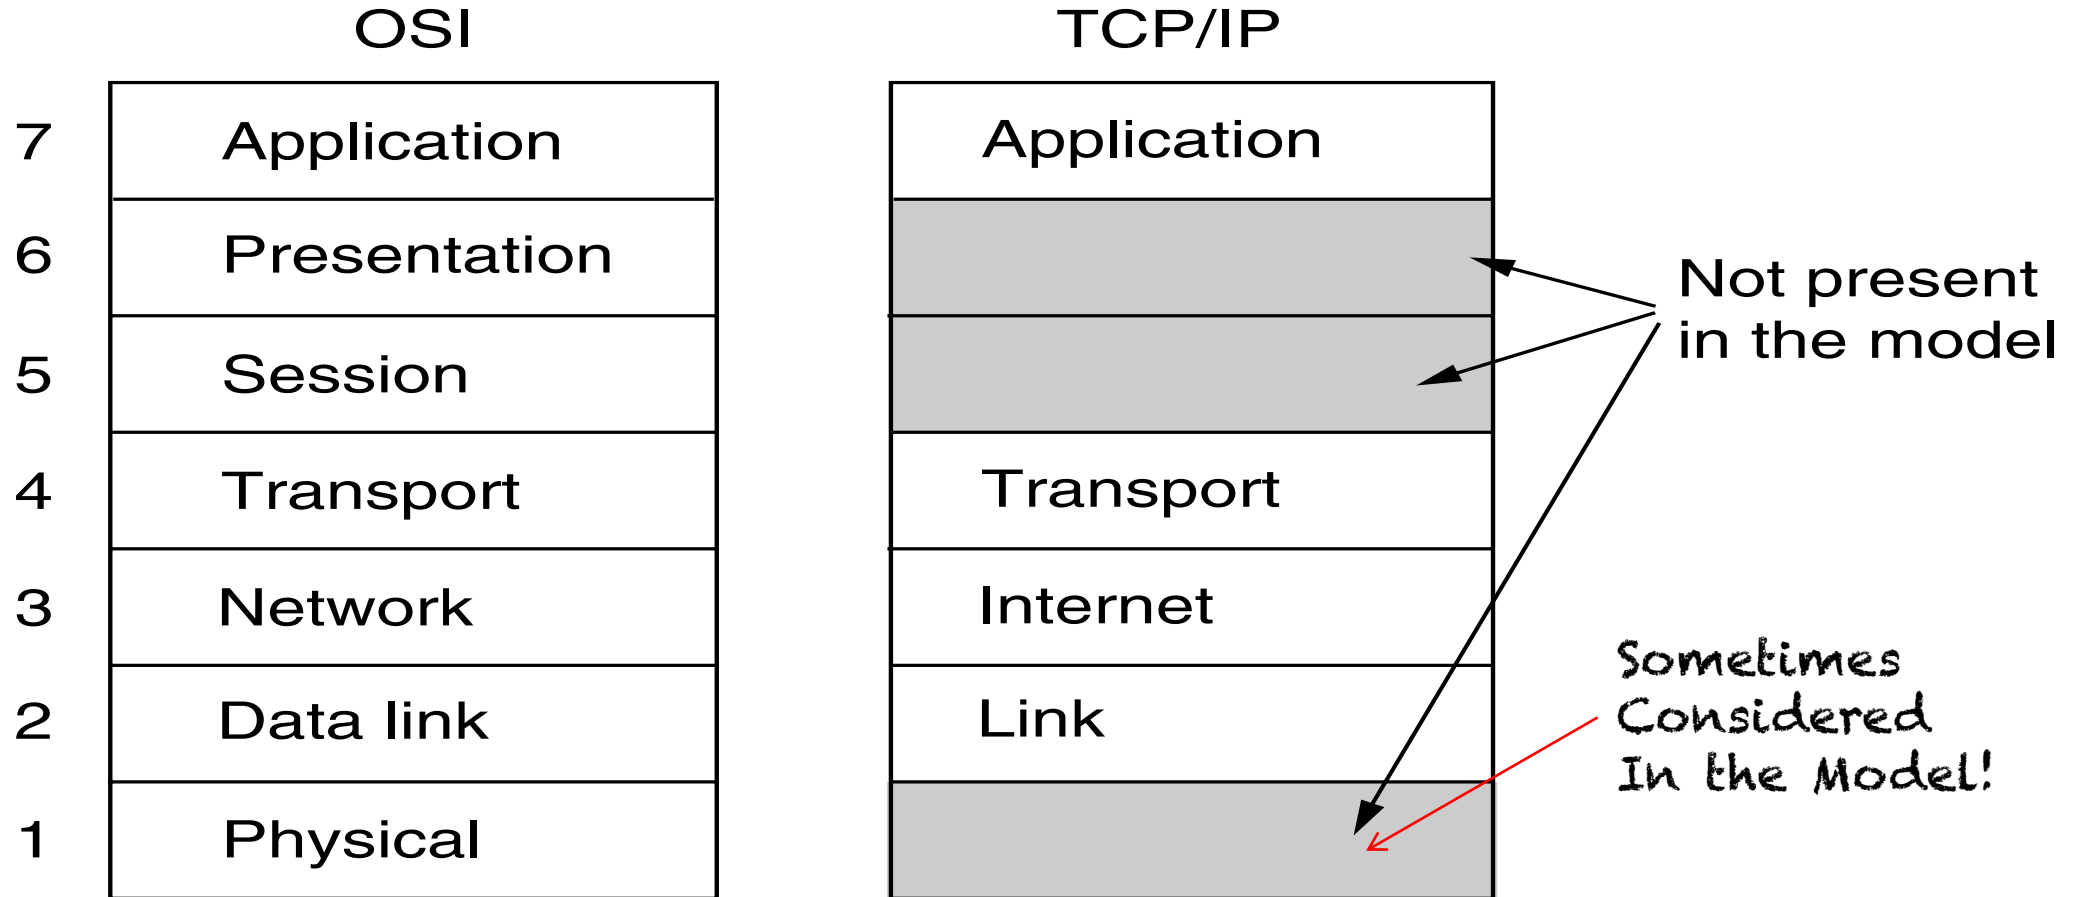 OSI
TCP/IP
7
Application
Application
6
Presentation
5
Session
4
Transport
Transport
3
Network
Internet
2
Data link
Link
1
Physical
Not present
in the model
Sometimes
Considered
In the Model!